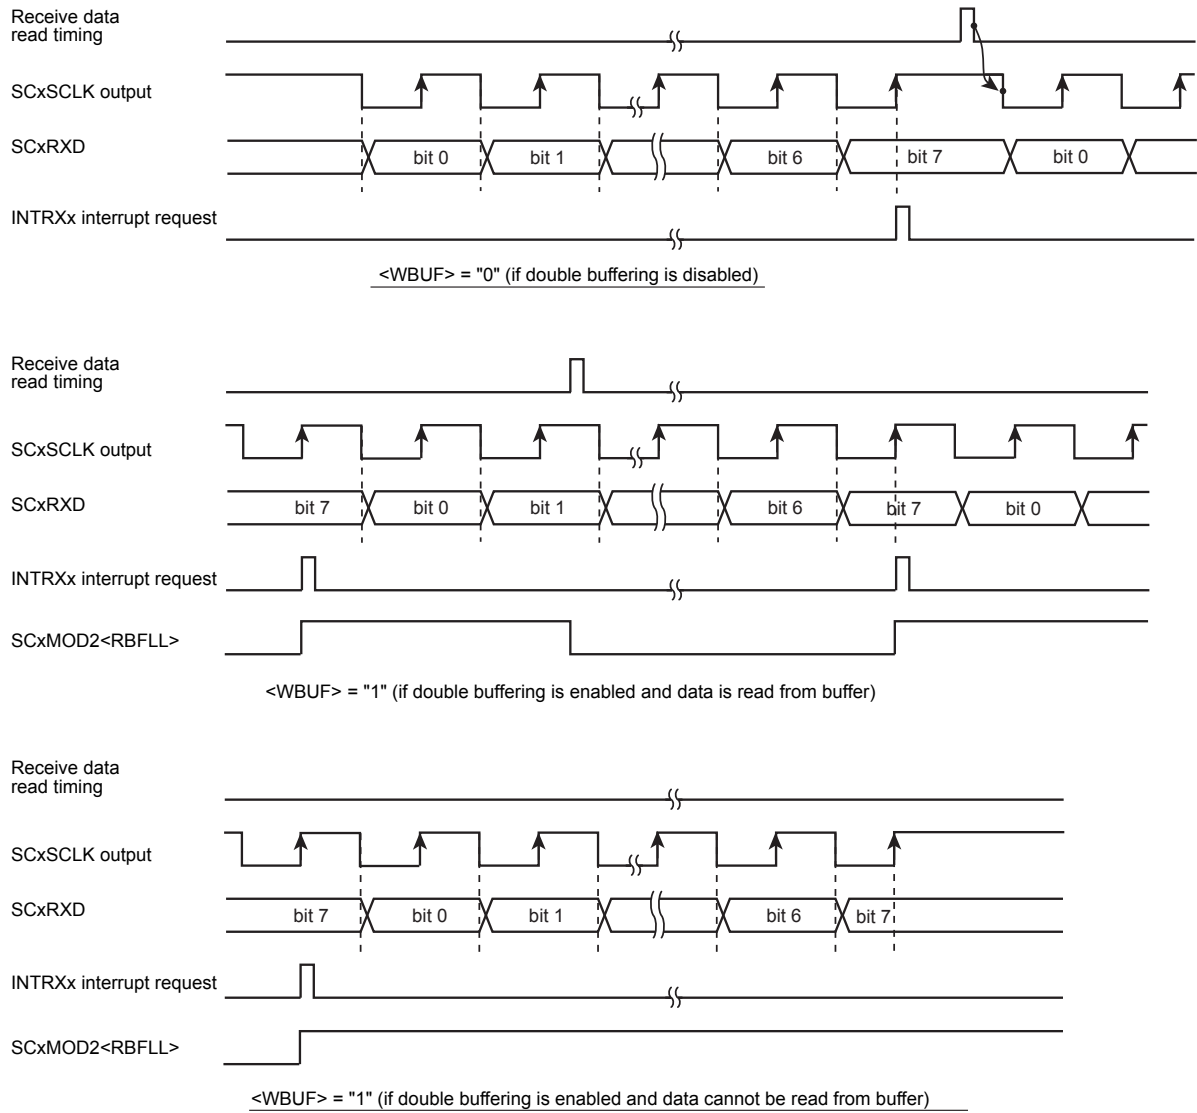 Receive data
read timing
SCxSCLK output
SCxRXD
bit 0 bit 1 bit 6 bit 7 bit 0
INTRXx interrupt request
<WBUF> = "0" (if double buffering is disabled)
Receive data
read timing
SCxSCLK output
SCxRXD
bit 7 bit 0 bit 1 bit 6 bit 7 bit 0
INTRXx interrupt request
SCxMOD2<RBFLL>
<WBUF> = "1" (if double buffering is enabled and data is read from buffer)
Receive data
read timing
SCxSCLK output
SCxRXD
bit 7 bit 0 bit 1 bit 6 bit 7
INTRXx interrupt request
SCxMOD2<RBFLL>
<WBUF> = "1" (if double buffering is enabled and data cannot be read from buffer)